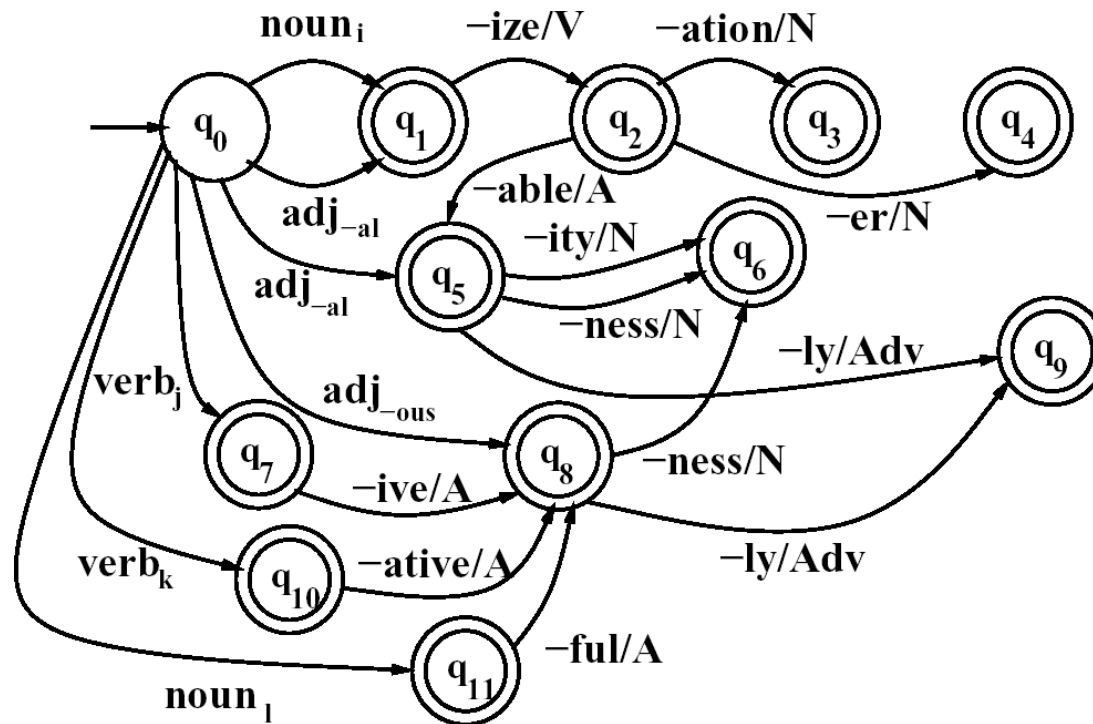 noun_i
−ize/V
−ation/N
q_0
q_1
q_2
q_3
q_4
adj_−al
−able/A
−er/N
−ity/N
adj_−al
q_5
q_6
−ness/N
−ly/Adv
q_9
verb_j
adj_−ous
q_7
q_8
−ness/N
−ive/A
−ly/Adv
verb_k
q_10
−ative/A
−ful/A
noun_l
q_11